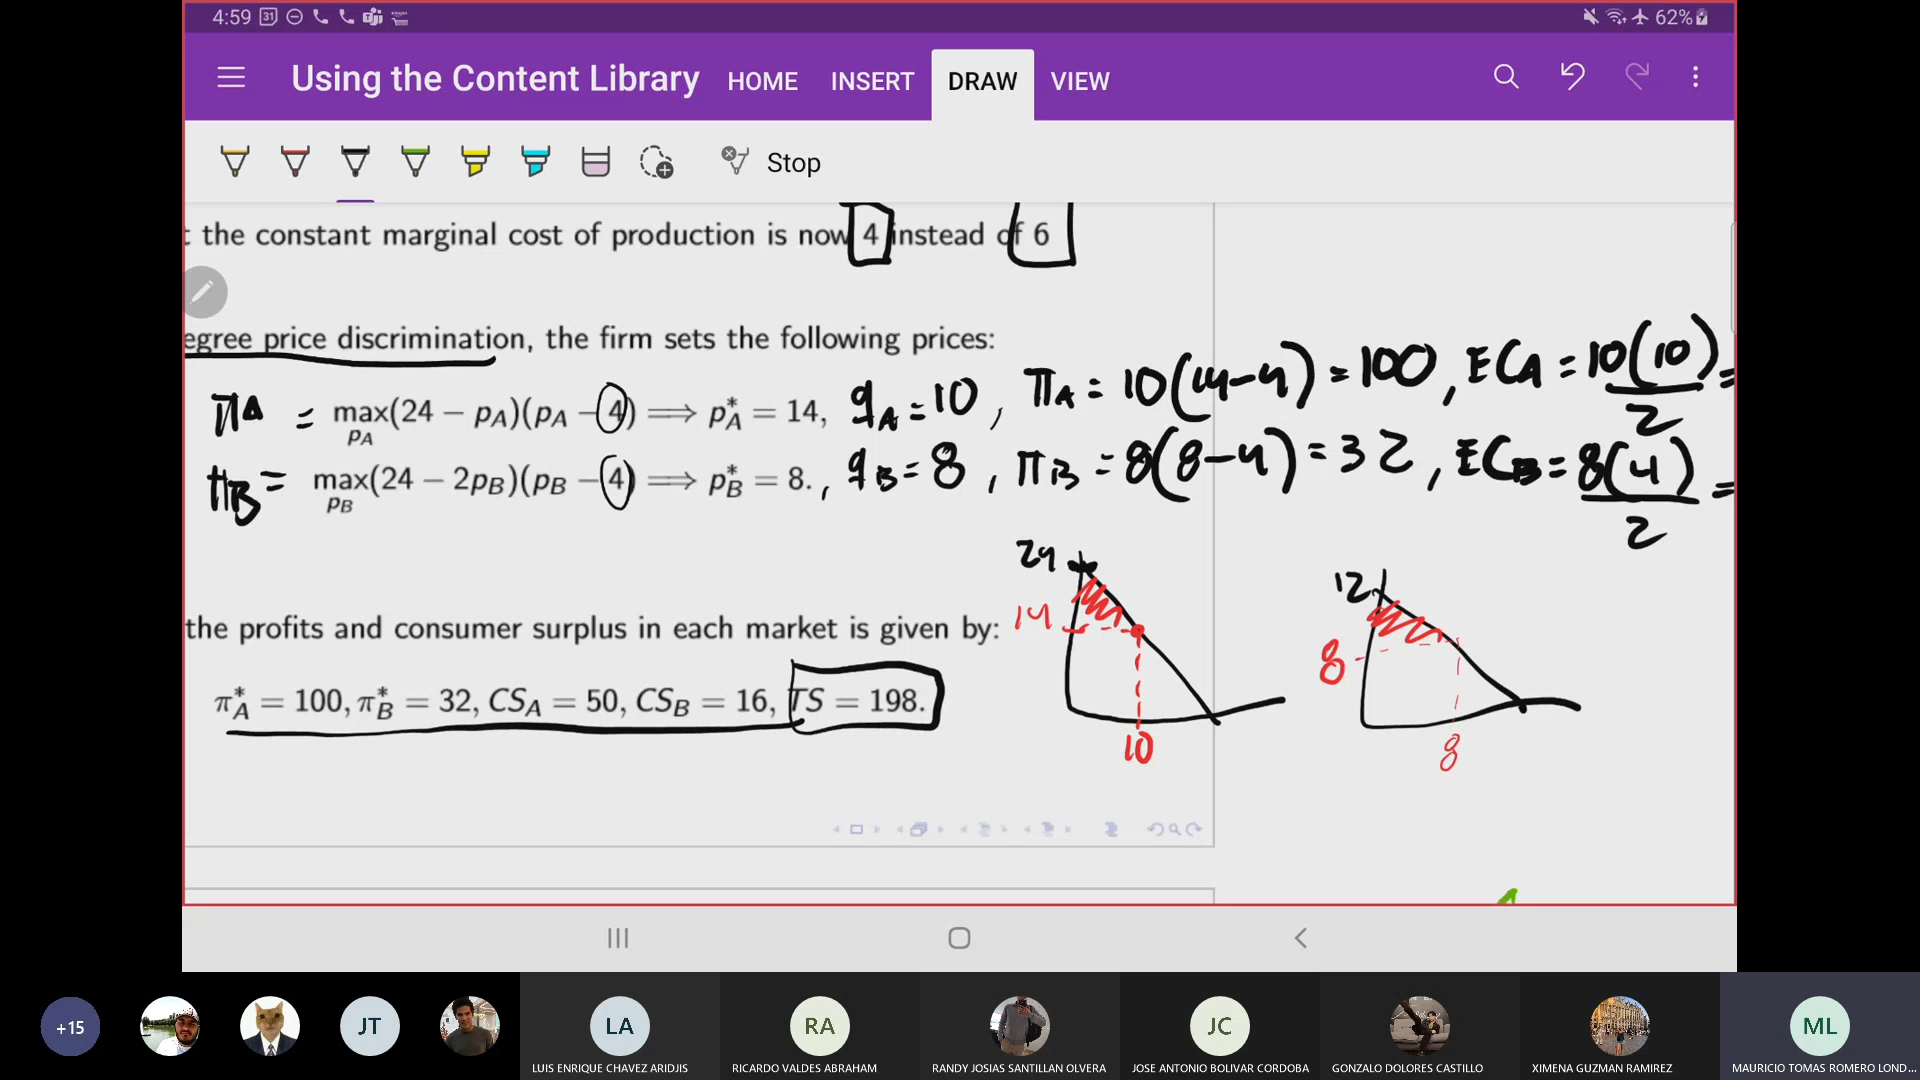 4:59 31 62%
Using the Content Library HOME INSERT DRAW VIEW
Stop
t the constant marginal cost of production is now 4 instead of 6
egree price discrimination, the firm sets the following prices:
πA = max(24 − pA)(pA − 4) ⟹ p*A = 14, qA = 10, πA = 10(14−4) = 100, ECA = 10(10)/2 =
pA
πB = max(24 − 2pB)(pB − 4) ⟹ p*B = 8., qB = 8, πB = 8(8−4) = 32, ECB = 8(4)/2 =
pB
24
12
14
8
the profits and consumer surplus in each market is given by:
π*A = 100, π*B = 32, CSA = 50, CSB = 16, TS = 198.
10
8
+15
JT
LA
RA
JC
ML
LUIS ENRIQUE CHAVEZ ARIDJIS
RICARDO VALDES ABRAHAM
RANDY JOSIAS SANTILLAN OLVERA
JOSE ANTONIO BOLIVAR CORDOBA
GONZALO DOLORES CASTILLO
XIMENA GUZMAN RAMIREZ
MAURICIO TOMAS ROMERO LOND...